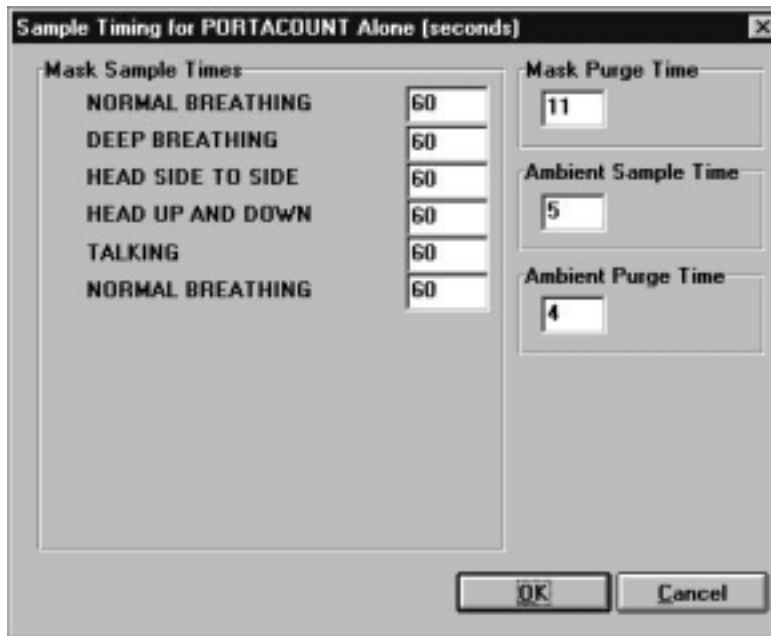 Sample Timing for PORTACOUNT Alone (seconds)
Mask Sample Times
NORMAL BREATHING 60
DEEP BREATHING 60
HEAD SIDE TO SIDE 60
HEAD UP AND DOWN 60
TALKING 60
NORMAL BREATHING 60
Mask Purge Time
11
Ambient Sample Time
5
Ambient Purge Time
4
OK Cancel